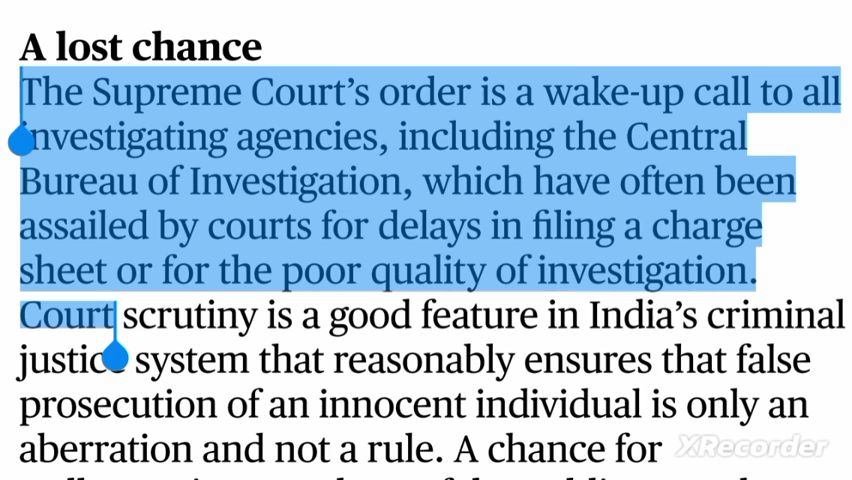 A lost chance
The Supreme Court's order is a wake-up call to all
investigating agencies, including the Central
Bureau of Investigation, which have often been
assailed by courts for delays in filing a charge
sheet or for the poor quality of investigation.
Court scrutiny is a good feature in India's criminal
justice system that reasonably ensures that false
prosecution of an innocent individual is only an
aberration and not a rule. A chance for
XRecorder